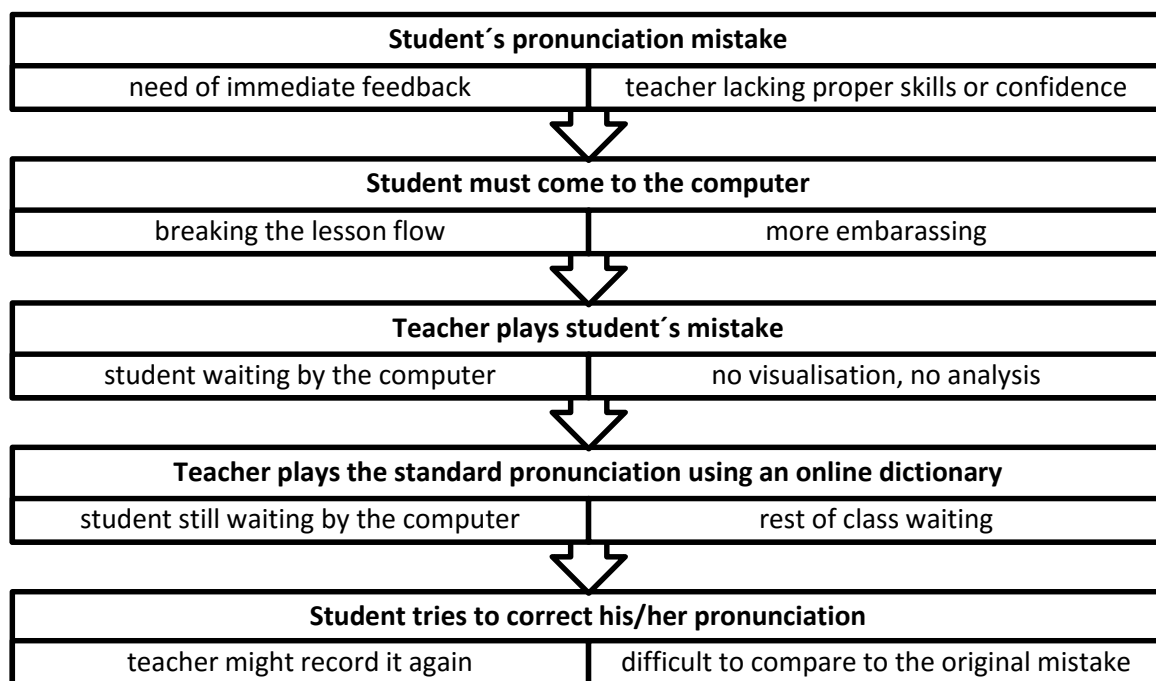 Student´s pronunciation mistake
need of immediate feedback
teacher lacking proper skills or confidence
Student must come to the computer
breaking the lesson flow
more embarassing
Teacher plays student´s mistake
student waiting by the computer
no visualisation, no analysis
Teacher plays the standard pronunciation using an online dictionary
student still waiting by the computer
rest of class waiting
Student tries to correct his/her pronunciation
teacher might record it again
difficult to compare to the original mistake